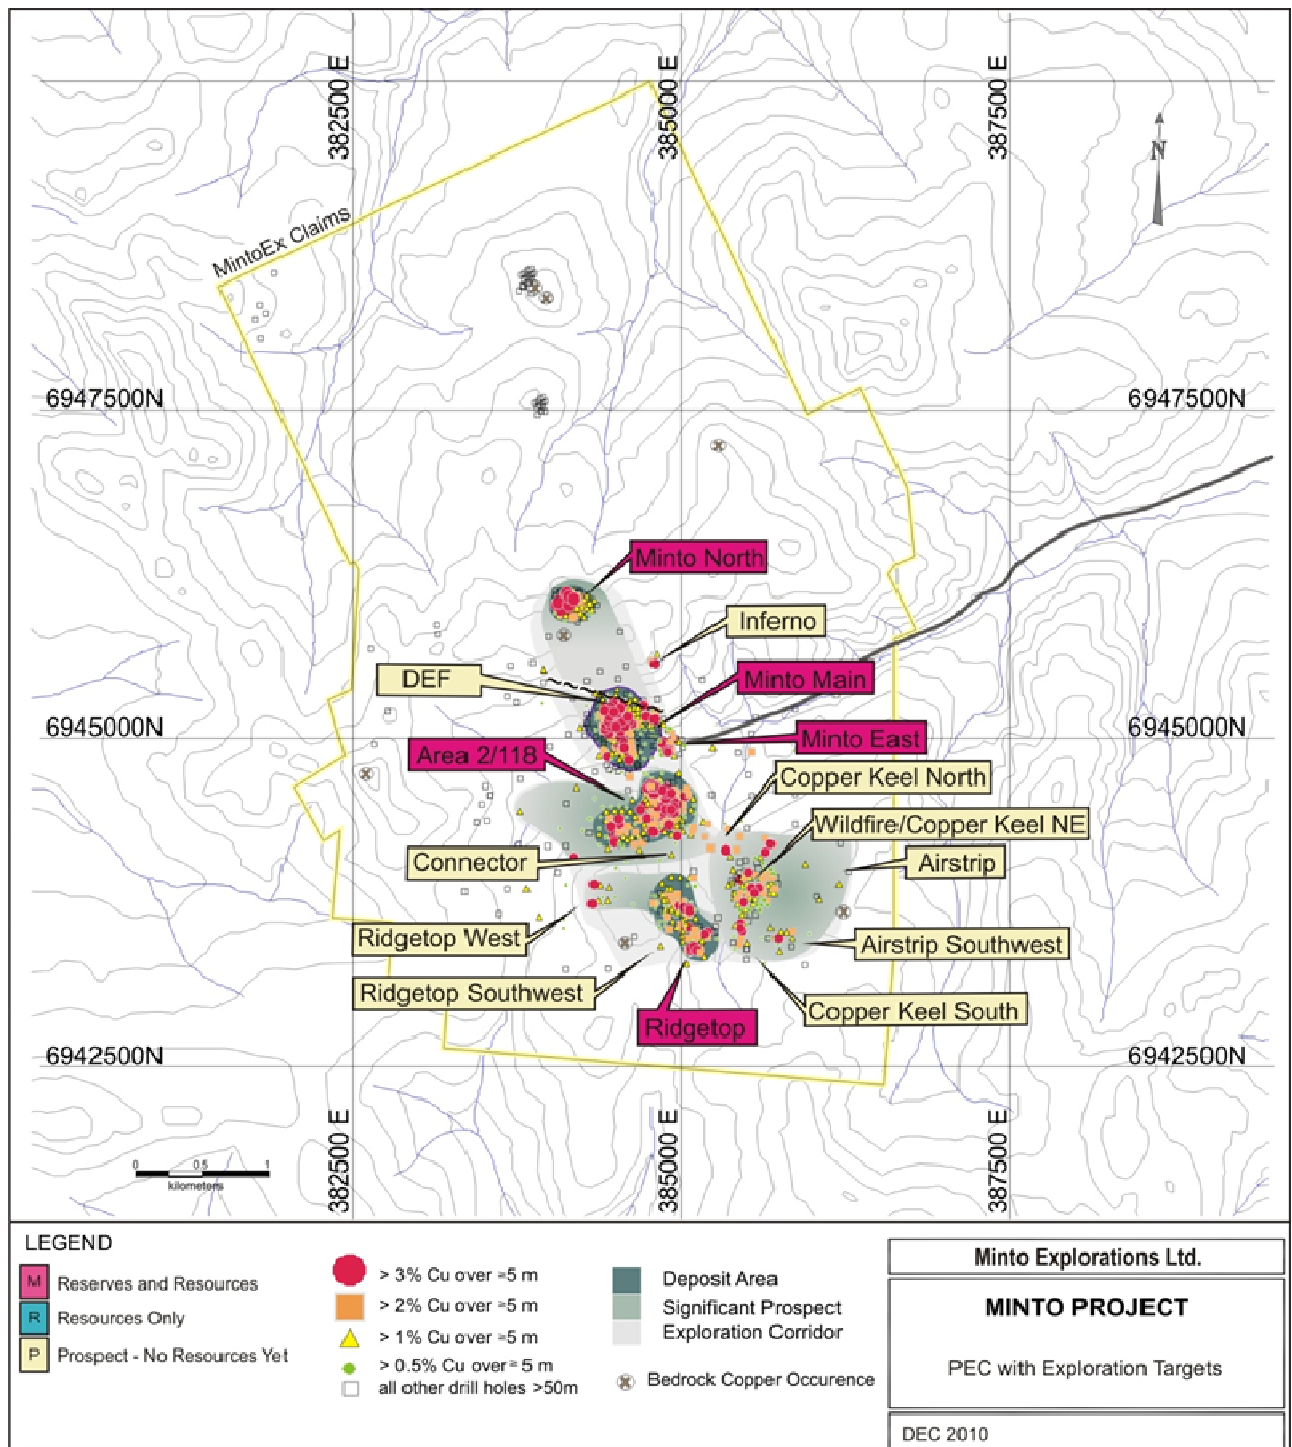 382500 E
385000 E
387500 E
N
MintoEx Claims
6947500N
6947500N
Minto North
Inferno
DEF
Minto Main
6945000N
6945000N
Minto East
Area 2/118
Copper Keel North
Wildfire/Copper Keel NE
Connector
Airstrip
Ridgetop West
Airstrip Southwest
Ridgetop Southwest
Copper Keel South
Ridgetop
6942500N
6942500N
382500 E
385000 E
387500 E
0 0.5 1
kilometers
LEGEND
M Reserves and Resources
R Resources Only
P Prospect - No Resources Yet
> 3% Cu over ≈5 m
> 2% Cu over ≈5 m
> 1% Cu over ≈5 m
> 0.5% Cu over ≈ 5 m
all other drill holes >50m
Deposit Area
Significant Prospect
Exploration Corridor
Bedrock Copper Occurence
Minto Explorations Ltd.
MINTO PROJECT
PEC with Exploration Targets
DEC 2010